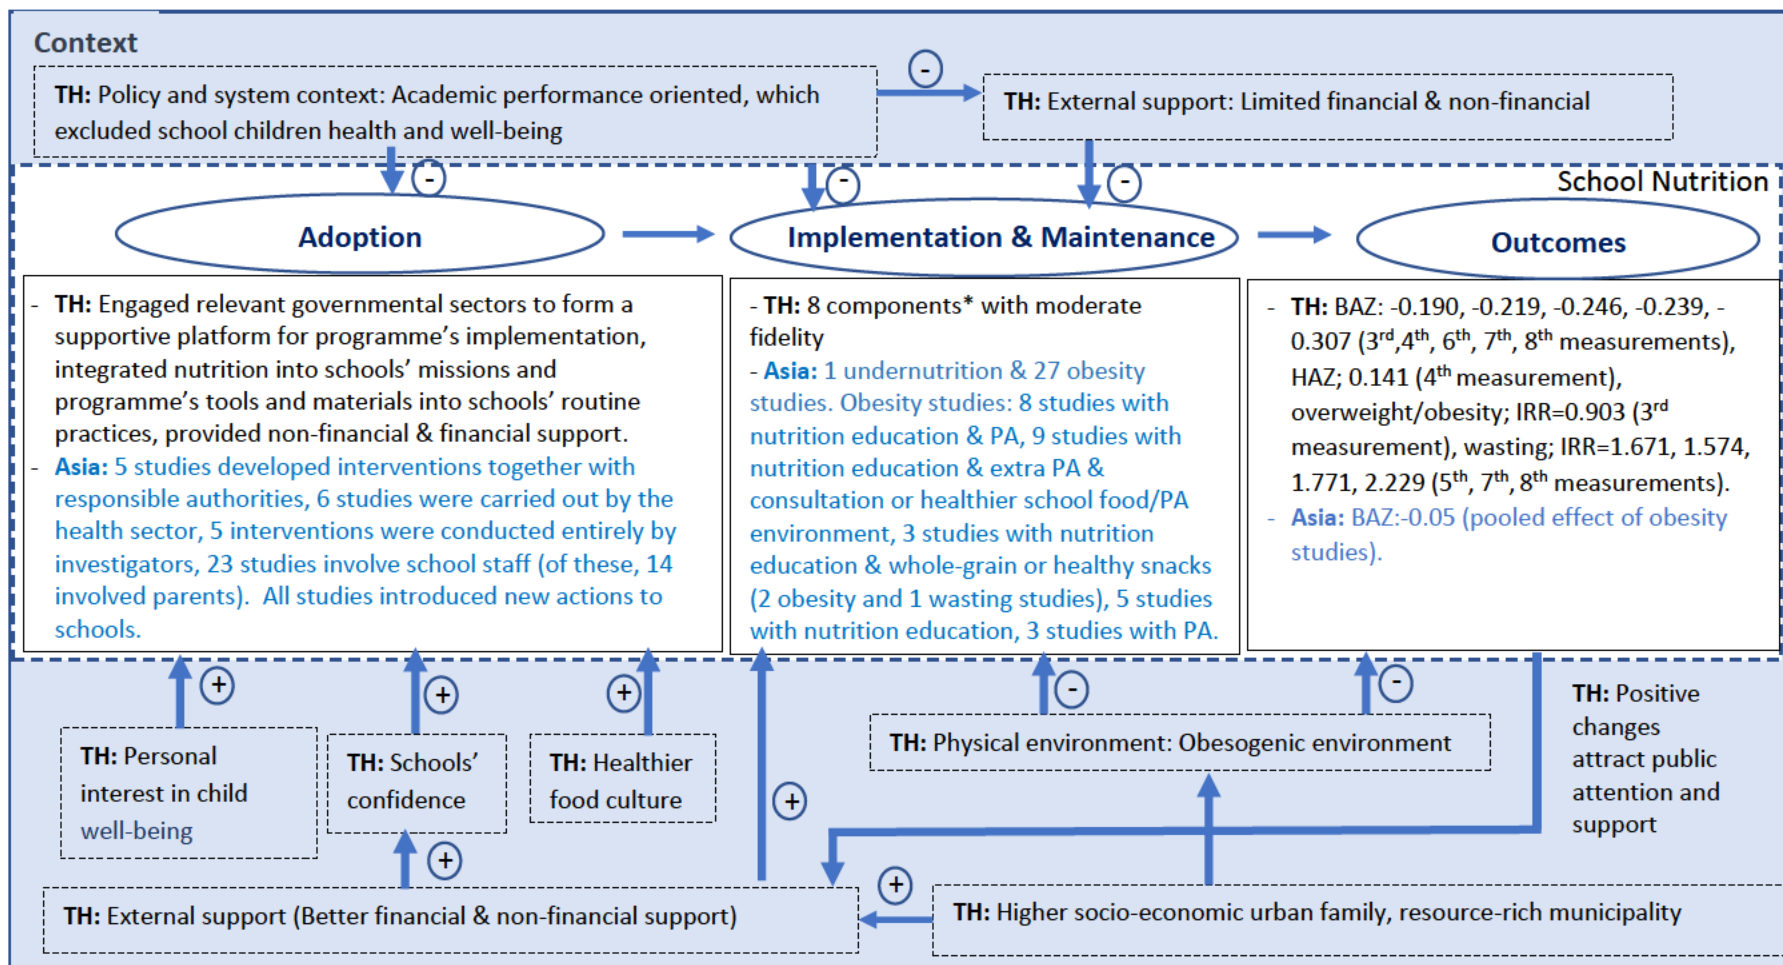 Context
TH: Policy and system context: Academic performance oriented, which
excluded school children health and well-being
-
TH: External support: Limited financial & non-financial
-
-
-
School Nutrition
Adoption
Implementation & Maintenance
Outcomes
- TH: Engaged relevant governmental sectors to form a
supportive platform for programme’s implementation,
integrated nutrition into schools’ missions and
programme’s tools and materials into schools’ routine
practices, provided non-financial & financial support.
- Asia: 5 studies developed interventions together with
responsible authorities, 6 studies were carried out by the
health sector, 5 interventions were conducted entirely by
investigators, 23 studies involve school staff (of these, 14
involved parents). All studies introduced new actions to
schools.
- TH: 8 components* with moderate
fidelity
- Asia: 1 undernutrition & 27 obesity
studies. Obesity studies: 8 studies with
nutrition education & PA, 9 studies with
nutrition education & extra PA &
consultation or healthier school food/PA
environment, 3 studies with nutrition
education & whole-grain or healthy snacks
(2 obesity and 1 wasting studies), 5 studies
with nutrition education, 3 studies with PA.
- TH: BAZ: -0.190, -0.219, -0.246, -0.239, -
0.307 (3rd,4th, 6th, 7th, 8th measurements),
HAZ; 0.141 (4th measurement),
overweight/obesity; IRR=0.903 (3rd
measurement), wasting; IRR=1.671, 1.574,
1.771, 2.229 (5th, 7th, 8th measurements).
- Asia: BAZ:-0.05 (pooled effect of obesity
studies).
+
+
+
-
-
TH: Personal
interest in child
well-being
TH: Schools’
confidence
TH: Healthier
food culture
+
+
TH: Physical environment: Obesogenic environment
TH: Positive
changes
attract public
attention and
support
TH: External support (Better financial & non-financial support)
+
TH: Higher socio-economic urban family, resource-rich municipality